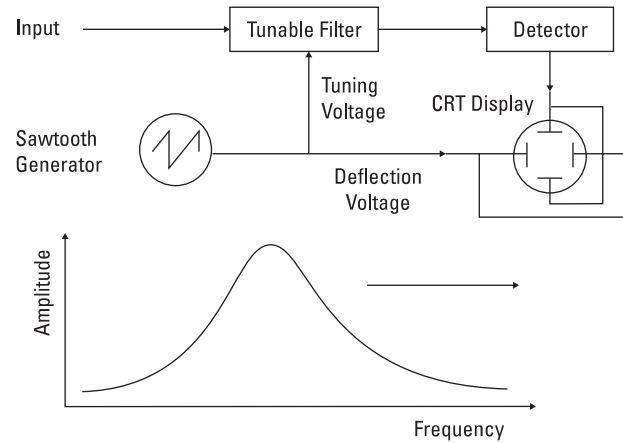 Input
Tunable Filter
Detector
Tuning
Voltage
CRT Display
Sawtooth
Generator
Deflection
Voltage
Amplitude
Frequency